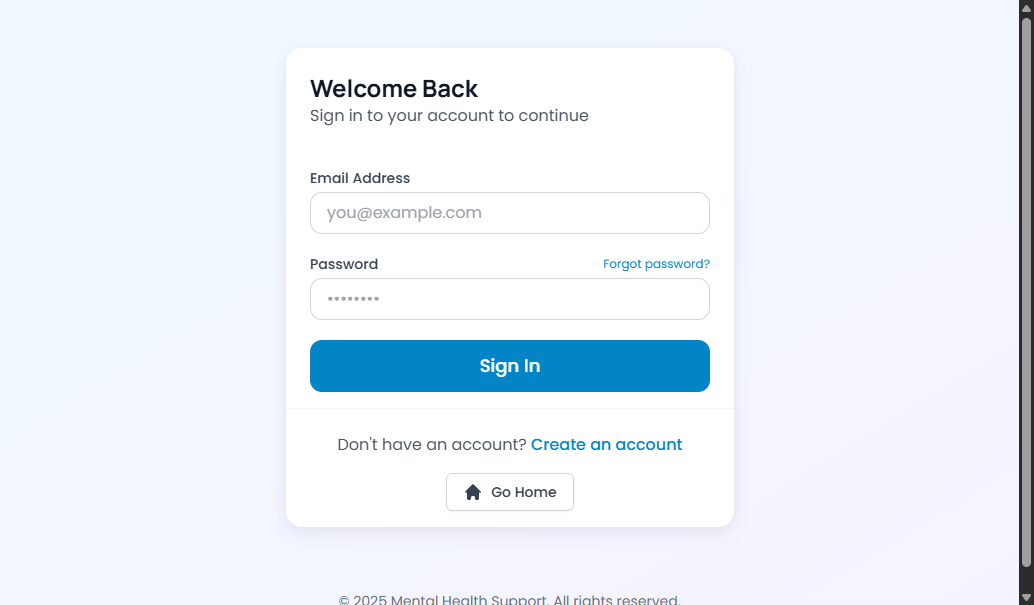 Welcome Back
Sign in to your account to continue
Email Address
you@example.com
Password Forgot password?
••••••••
Sign In
Don't have an account? Create an account
Go Home
© 2025 Mental Health Support. All rights reserved.